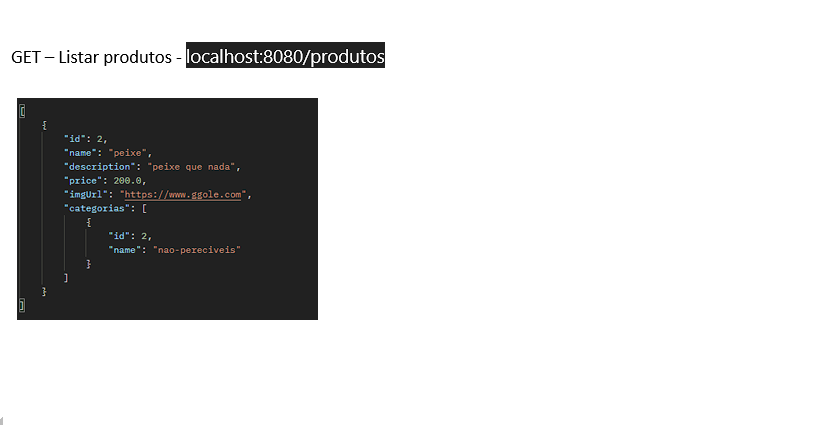 GET – Listar produtos - localhost:8080/produtos
[
{
"id": 2,
"name": "peixe",
"description": "peixe que nada",
"price": 200.0,
"imgUrl": "https://www.ggole.com",
"categorias": [
{
"id": 2,
"name": "nao-pereciveis"
}
]
}
]